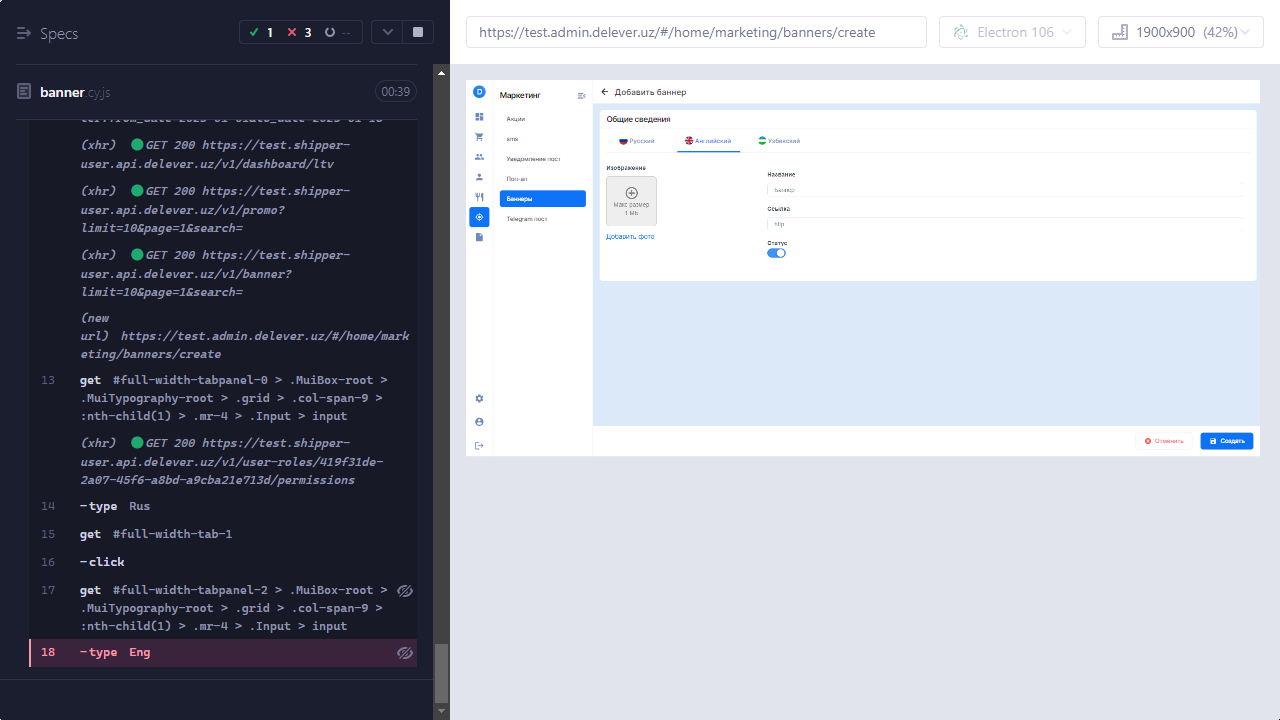 Specs
1
3
--
banner.cy.js
00:39
(xhr) GET 200 https://test.shipper-
user.api.delever.uz/v1/dashboard/ltv
(xhr) GET 200 https://test.shipper-
user.api.delever.uz/v1/promo?
limit=10&page=1&search=
(xhr) GET 200 https://test.shipper-
user.api.delever.uz/v1/banner?
limit=10&page=1&search=
(new
url) https://test.admin.delever.uz/#/home/mark
eting/banners/create
13 get #full-width-tabpanel-0 > .MuiBox-root >
.MuiTypography-root > .grid > .col-span-9 >
:nth-child(1) > .mr-4 > .Input > input
(xhr) GET 200 https://test.shipper-
user.api.delever.uz/v1/user-roles/419f31de-
2a07-45f6-a8bd-a9cba21e713d/permissions
14 -type Rus
15 get #full-width-tab-1
16 -click
17 get #full-width-tabpanel-2 > .MuiBox-root >
.MuiTypography-root > .grid > .col-span-9 >
:nth-child(1) > .mr-4 > .Input > input
18 -type Eng
https://test.admin.delever.uz/#/home/marketing/banners/create
Electron 106
1900x900 (42%)
D
Маркетинг
Акции
sms
Уведомление пост
Поп-ап
Баннеры
Telegram пост
Добавить баннер
Общие сведения
Русский
Английский
Узбекский
Изображение
Макс размер
1 Mb
Добавить фото
Название
Баннер
Ссылка
http
Статус
Отменить
Создать